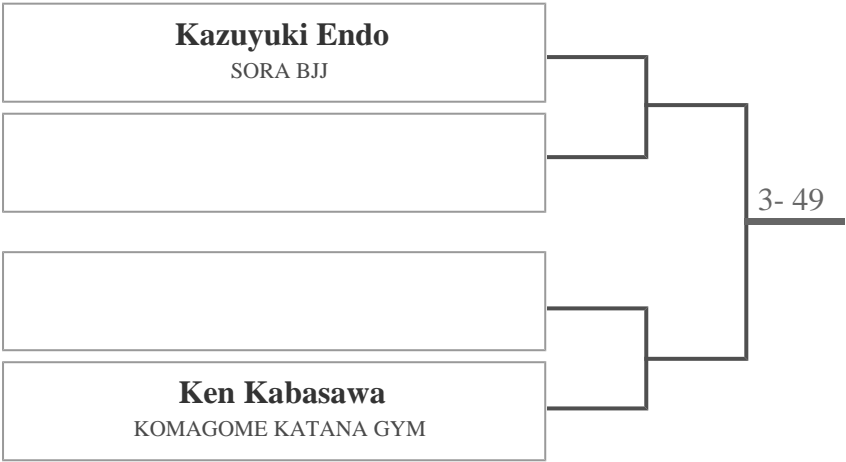 Kazuyuki Endo
SORA BJJ
3- 49
Ken Kabasawa
KOMAGOME KATANA GYM